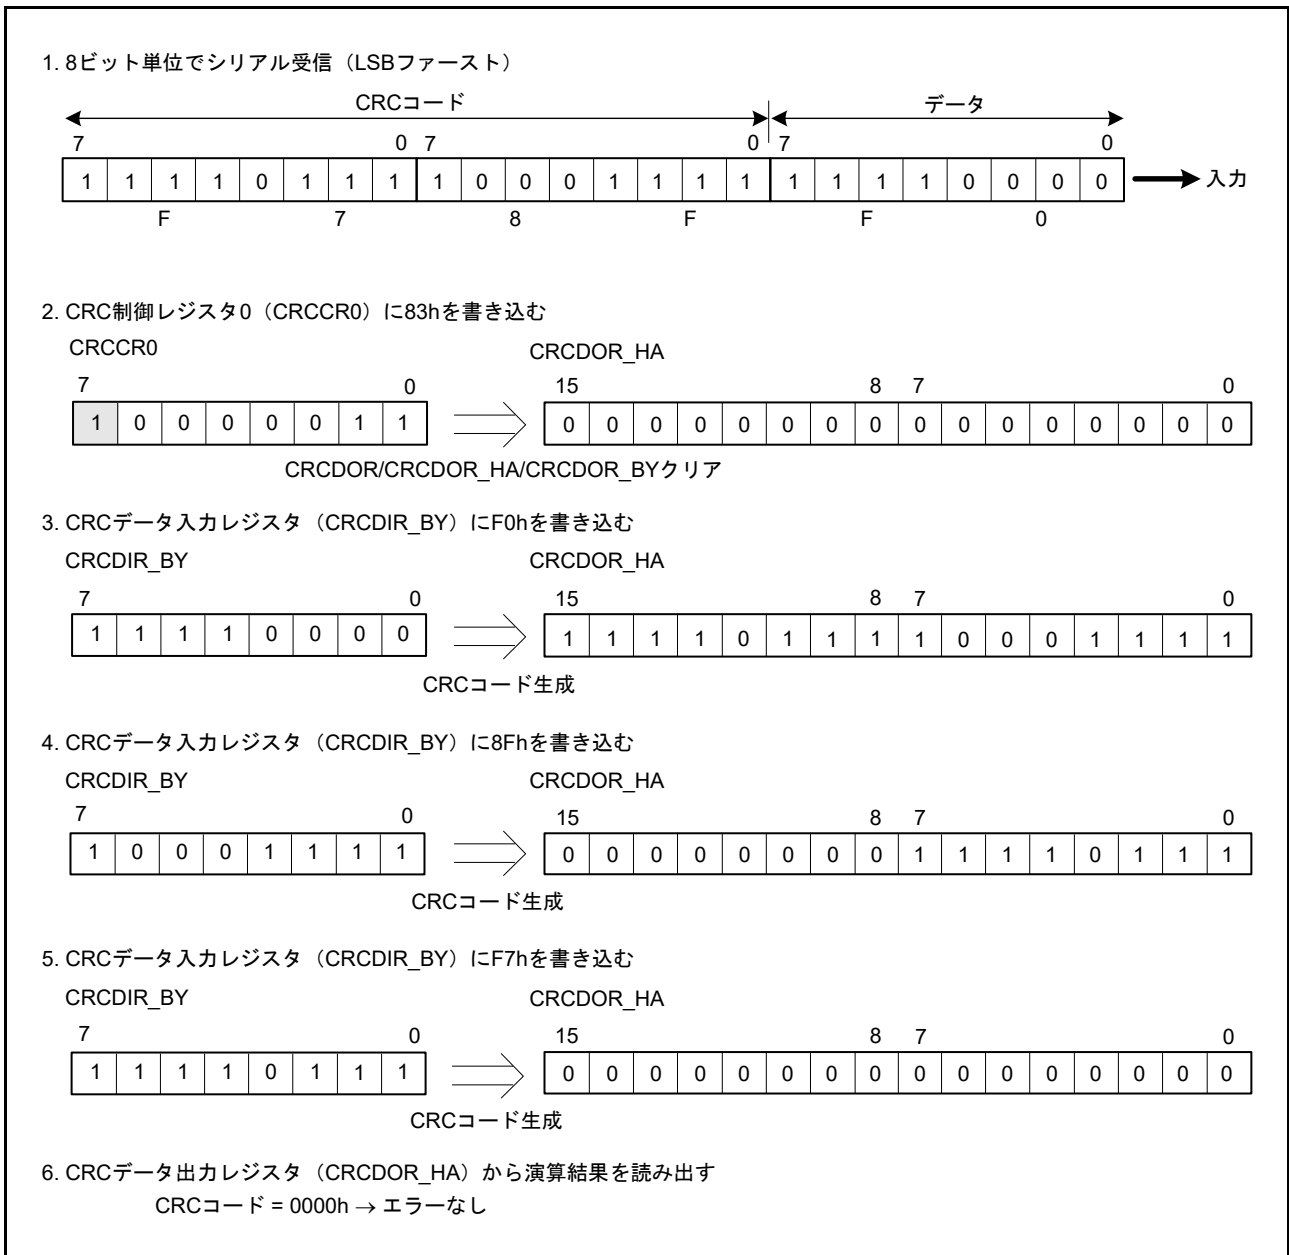 1. 8ビット単位でシリアル受信（LSBファースト）
CRCコード データ
7 0 7 0 7 0
1 1 1 1 0 1 1 1 1 0 0 0 1 1 1 1 1 1 1 1 0 0 0 0 入力
F 7 8 F F 0
2. CRC制御レジスタ0（CRCCR0）に83hを書き込む
CRCCR0 CRCDOR_HA
7 0 15 8 7 0
1 0 0 0 0 0 1 1 0 0 0 0 0 0 0 0 0 0 0 0 0 0 0 0
CRCDOR/CRCDOR_HA/CRCDOR_BYクリア
3. CRCデータ入力レジスタ（CRCDIR_BY）にF0hを書き込む
CRCDIR_BY CRCDOR_HA
7 0 15 8 7 0
1 1 1 1 0 0 0 0 1 1 1 1 0 1 1 1 1 0 0 0 1 1 1 1
CRCコード生成
4. CRCデータ入力レジスタ（CRCDIR_BY）に8Fhを書き込む
CRCDIR_BY CRCDOR_HA
7 0 15 8 7 0
1 0 0 0 1 1 1 1 0 0 0 0 0 0 0 0 1 1 1 1 0 1 1 1
CRCコード生成
5. CRCデータ入力レジスタ（CRCDIR_BY）にF7hを書き込む
CRCDIR_BY CRCDOR_HA
7 0 15 8 7 0
1 1 1 1 0 1 1 1 0 0 0 0 0 0 0 0 0 0 0 0 0 0 0 0
CRCコード生成
6. CRCデータ出力レジスタ（CRCDOR_HA）から演算結果を読み出す
CRCコード = 0000h → エラーなし